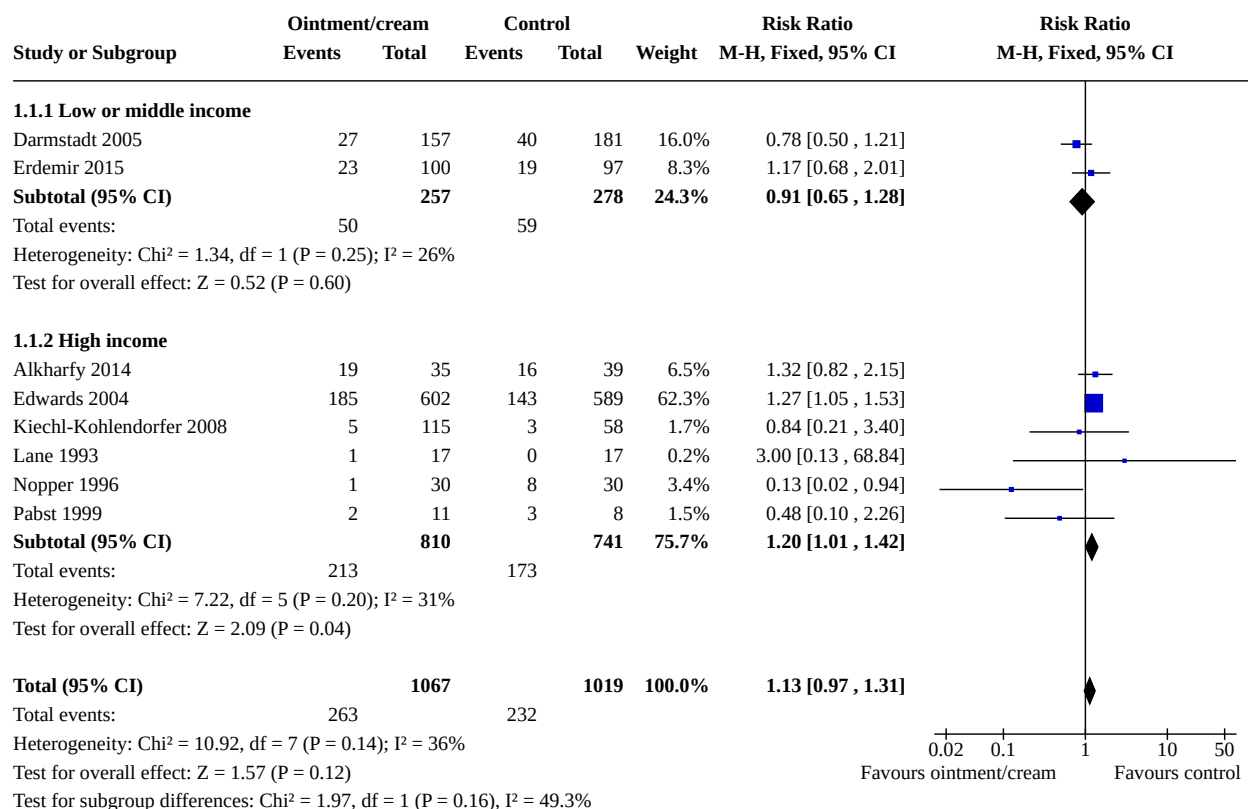 Ointment/cream Control Risk Ratio Risk Ratio
Study or Subgroup Events Total Events Total Weight M-H, Fixed, 95% CI M-H, Fixed, 95% CI
1.1.1 Low or middle income
Darmstadt 2005 27 157 40 181 16.0% 0.78 [0.50 , 1.21]
Erdemir 2015 23 100 19 97 8.3% 1.17 [0.68 , 2.01]
Subtotal (95% CI) 257 278 24.3% 0.91 [0.65 , 1.28]
Total events: 50 59
Heterogeneity: Chi² = 1.34, df = 1 (P = 0.25); I² = 26%
Test for overall effect: Z = 0.52 (P = 0.60)
1.1.2 High income
Alkharfy 2014 19 35 16 39 6.5% 1.32 [0.82 , 2.15]
Edwards 2004 185 602 143 589 62.3% 1.27 [1.05 , 1.53]
Kiechl-Kohlendorfer 2008 5 115 3 58 1.7% 0.84 [0.21 , 3.40]
Lane 1993 1 17 0 17 0.2% 3.00 [0.13 , 68.84]
Nopper 1996 1 30 8 30 3.4% 0.13 [0.02 , 0.94]
Pabst 1999 2 11 3 8 1.5% 0.48 [0.10 , 2.26]
Subtotal (95% CI) 810 741 75.7% 1.20 [1.01 , 1.42]
Total events: 213 173
Heterogeneity: Chi² = 7.22, df = 5 (P = 0.20); I² = 31%
Test for overall effect: Z = 2.09 (P = 0.04)
Total (95% CI) 1067 1019 100.0% 1.13 [0.97 , 1.31]
Total events: 263 232
Heterogeneity: Chi² = 10.92, df = 7 (P = 0.14); I² = 36%
0.02 0.1 1 10 50
Test for overall effect: Z = 1.57 (P = 0.12) Favours ointment/cream Favours control
Test for subgroup differences: Chi² = 1.97, df = 1 (P = 0.16), I² = 49.3%